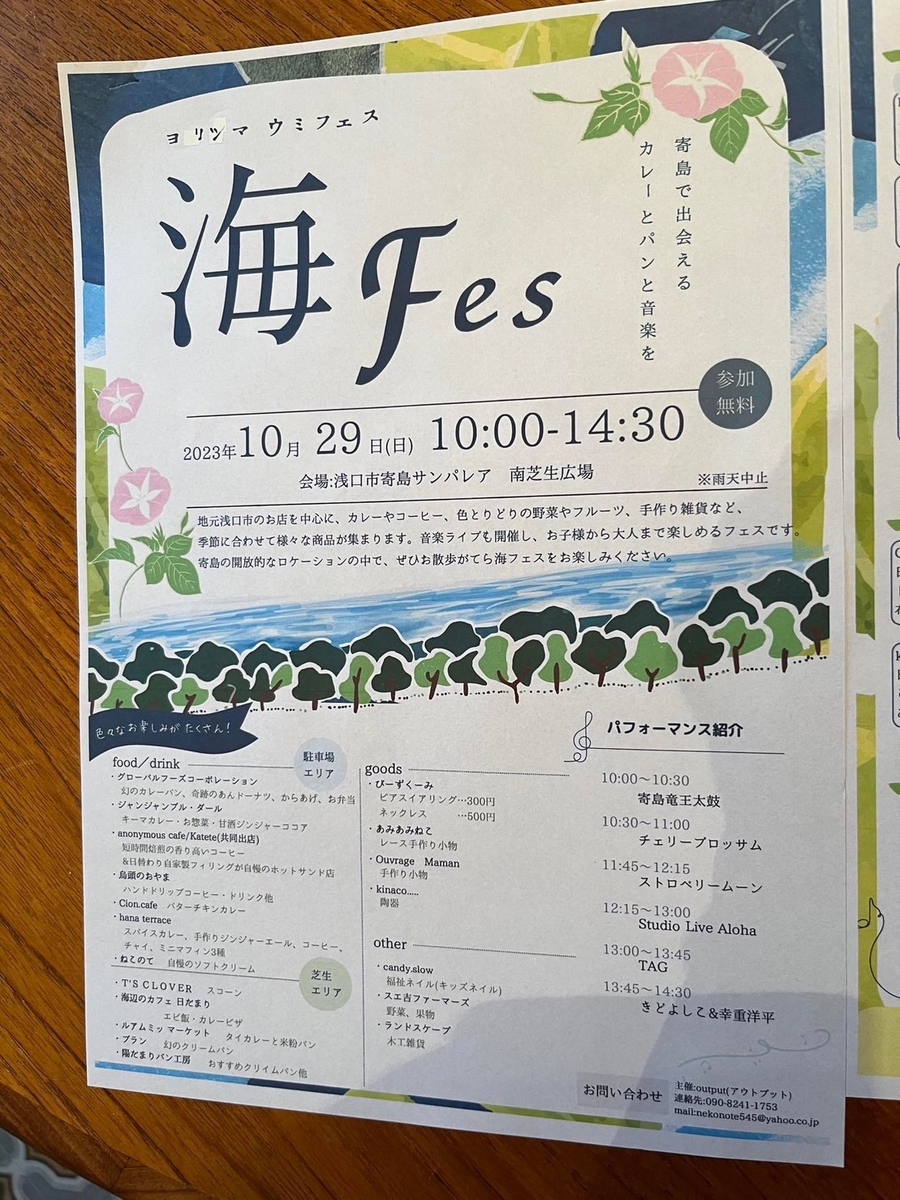 ヨリシマ ウミフェス
海Fes
寄島で出会える
カレーとパンと音楽を
参加
無料
2023年10月 29日(日) 10:00-14:30
会場:浅口市寄島サンパレア 南芝生広場
※雨天中止
地元浅口市のお店を中心に、カレーやコーヒー、色とりどりの野菜やフルーツ、手作り雑貨など、
季節に合わせて様々な商品が集まります。音楽ライブも開催し、お子様から大人まで楽しめるフェスです。
寄島の開放的なロケーションの中で、ぜひお散歩がてら海フェスをお楽しみください。
色々なお楽しみがたくさん!
food/drink
駐車場
エリア
・グローバルフーズコーポレーション
幻のカレーパン、奇跡のあんドーナツ、からあげ、お弁当
・ジャンジャンブル・ダール
キーマカレー・お惣菜・甘酒ジンジャーココア
・anonymous cafe/Katete(共同出店)
短時間焙煎の香り高いコーヒー
&日替わり自家製フィリングが自慢のホットサンド店
・烏頭のおやま
ハンドドリップコーヒー・ドリンク他
・Clon.cafe バターチキンカレー
・hana terrace
スパイスカレー、手作りジンジャーエール、コーヒー、
チャイ、ミニマフィン3種
・ねこのて 自慢のソフトクリーム
芝生
エリア
・T'S CLOVER スコーン
・海辺のカフェ 日だまり
エビ飯・カレーピザ
・ルアムミッ マーケット タイカレーと米粉パン
・ブラン 幻のクリームパン
・陽だまりパン工房 おすすめクリイムパン他
goods
・びーずくーみ
ピアスイアリング…300円
ネックレス …500円
・あみあみねこ
レース手作り小物
・Ouvrage Maman
手作り小物
・kinaco.....
陶器
other
・candy.slow
福祉ネイル(キッズネイル)
・スエ吉ファーマーズ
野菜、果物
・ランドスケープ
木工雑貨
パフォーマンス紹介
10:00～10:30
寄島竜王太鼓
10:30～11:00
チェリーブロッサム
11:45～12:15
ストロベリームーン
12:15～13:00
Studio Live Aloha
13:00～13:45
TAG
13:45～14:30
きどよしこ&幸重洋平
お問い合わせ
主催:output(アウトプット)
連絡先:090-8241-1753
mail:nekonote545@yahoo.co.jp